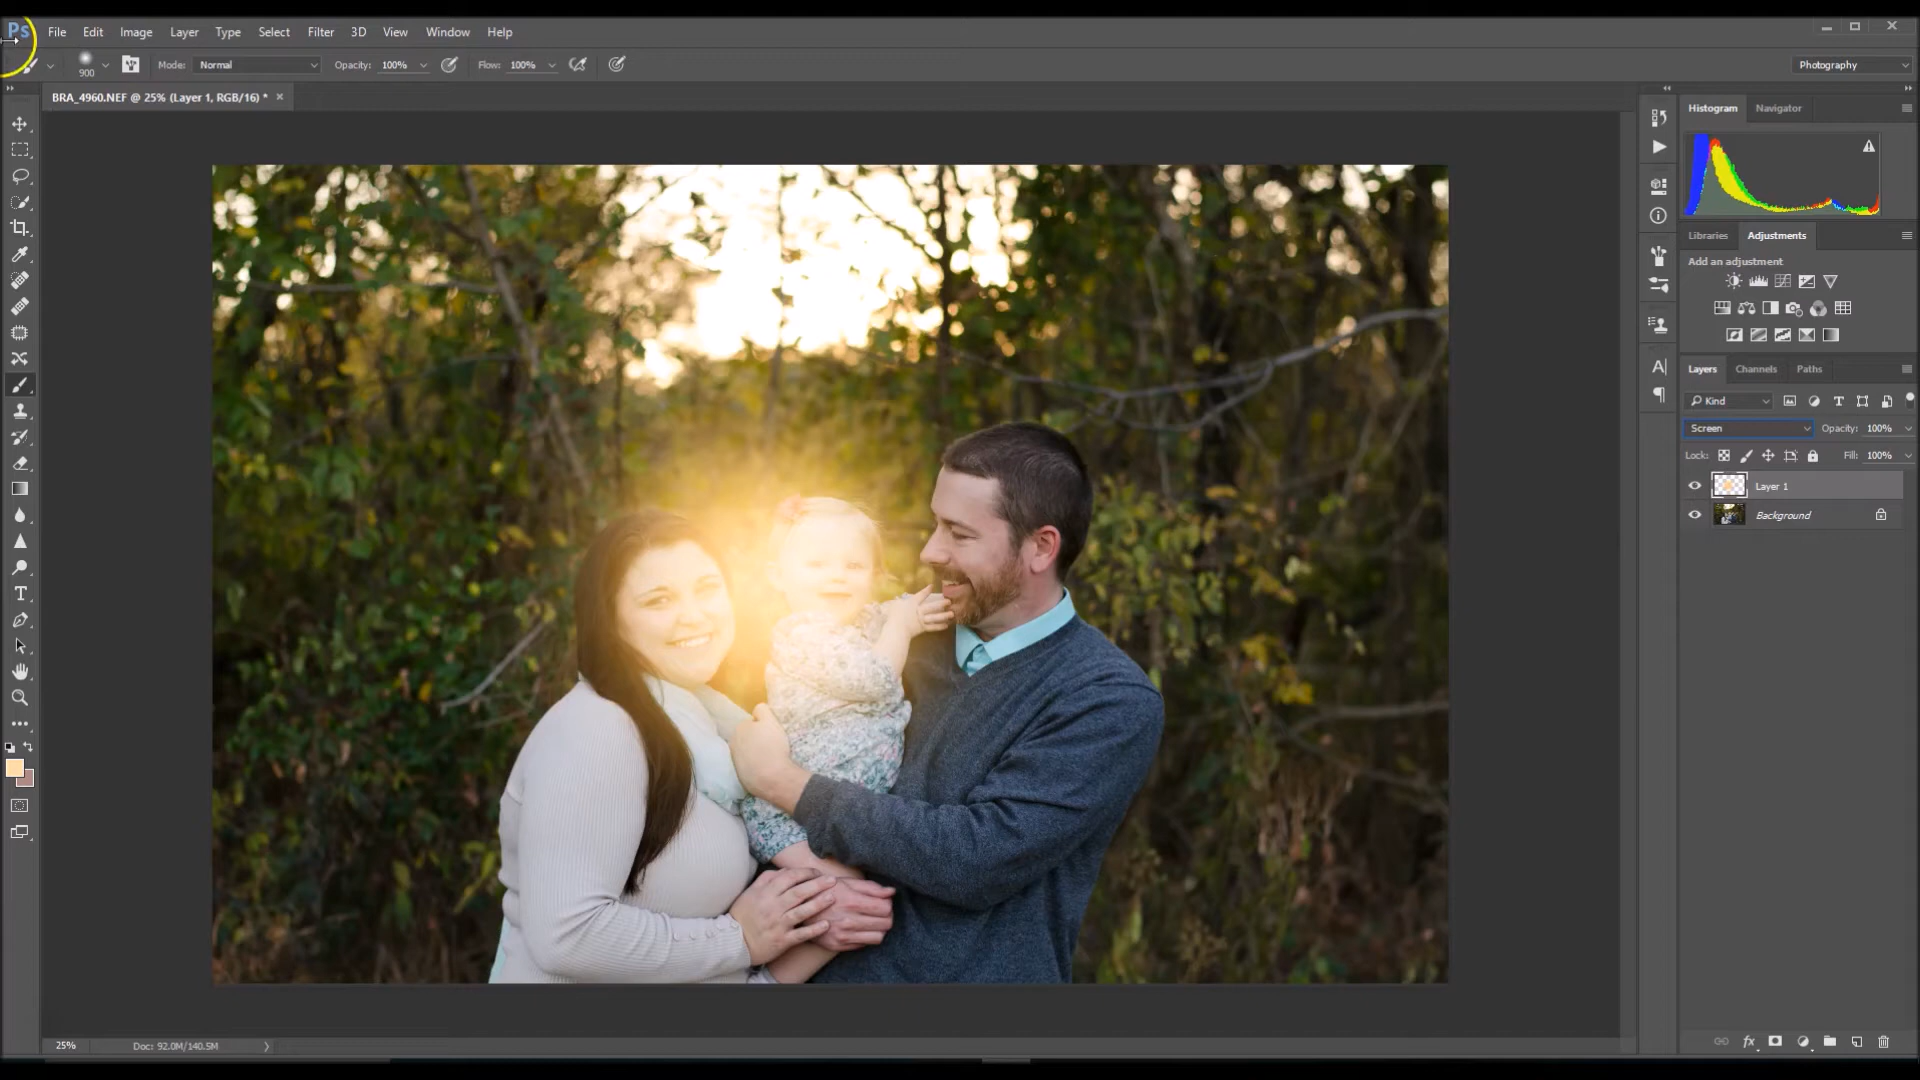 Ps File Edit Image Layer Type Select Filter 3D View Window Help
900 Mode: Normal Opacity: 100% Flow: 100% Photography
BRA_4960.NEF @ 25% (Layer 1, RGB/16) * ×
Histogram Navigator
Libraries Adjustments
Add an adjustment
Layers Channels Paths
Kind
Screen Opacity: 100%
Lock: Fill: 100%
Layer 1
Background
fx
25% Doc: 92.0M/140.5M